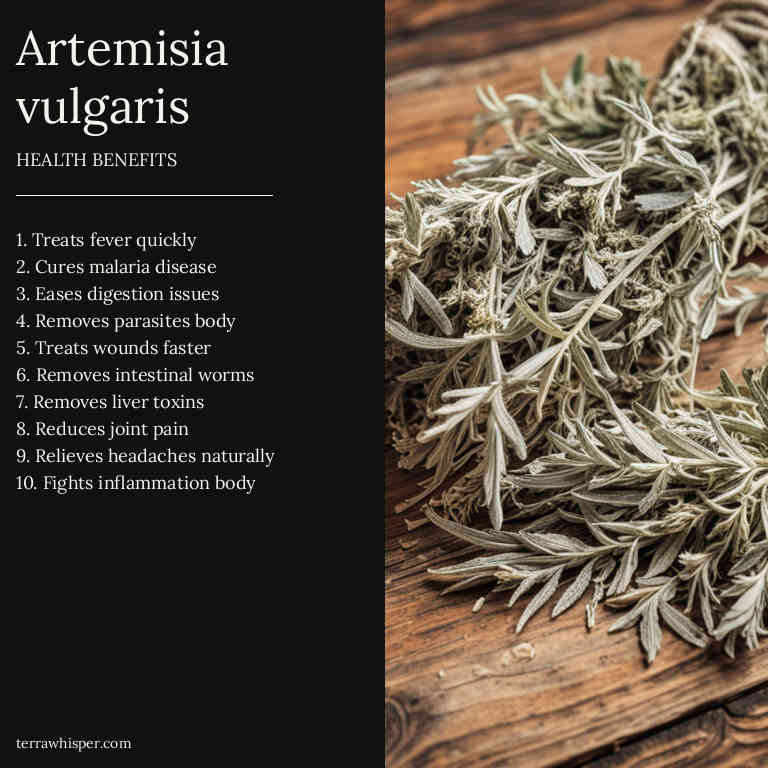 Artemisia
vulgaris
HEALTH BENEFITS
1. Treats fever quickly
2. Cures malaria disease
3. Eases digestion issues
4. Removes parasites body
5. Treats wounds faster
6. Removes intestinal worms
7. Removes liver toxins
8. Reduces joint pain
9. Relieves headaches naturally
10. Fights inflammation body
terrawhisper.com